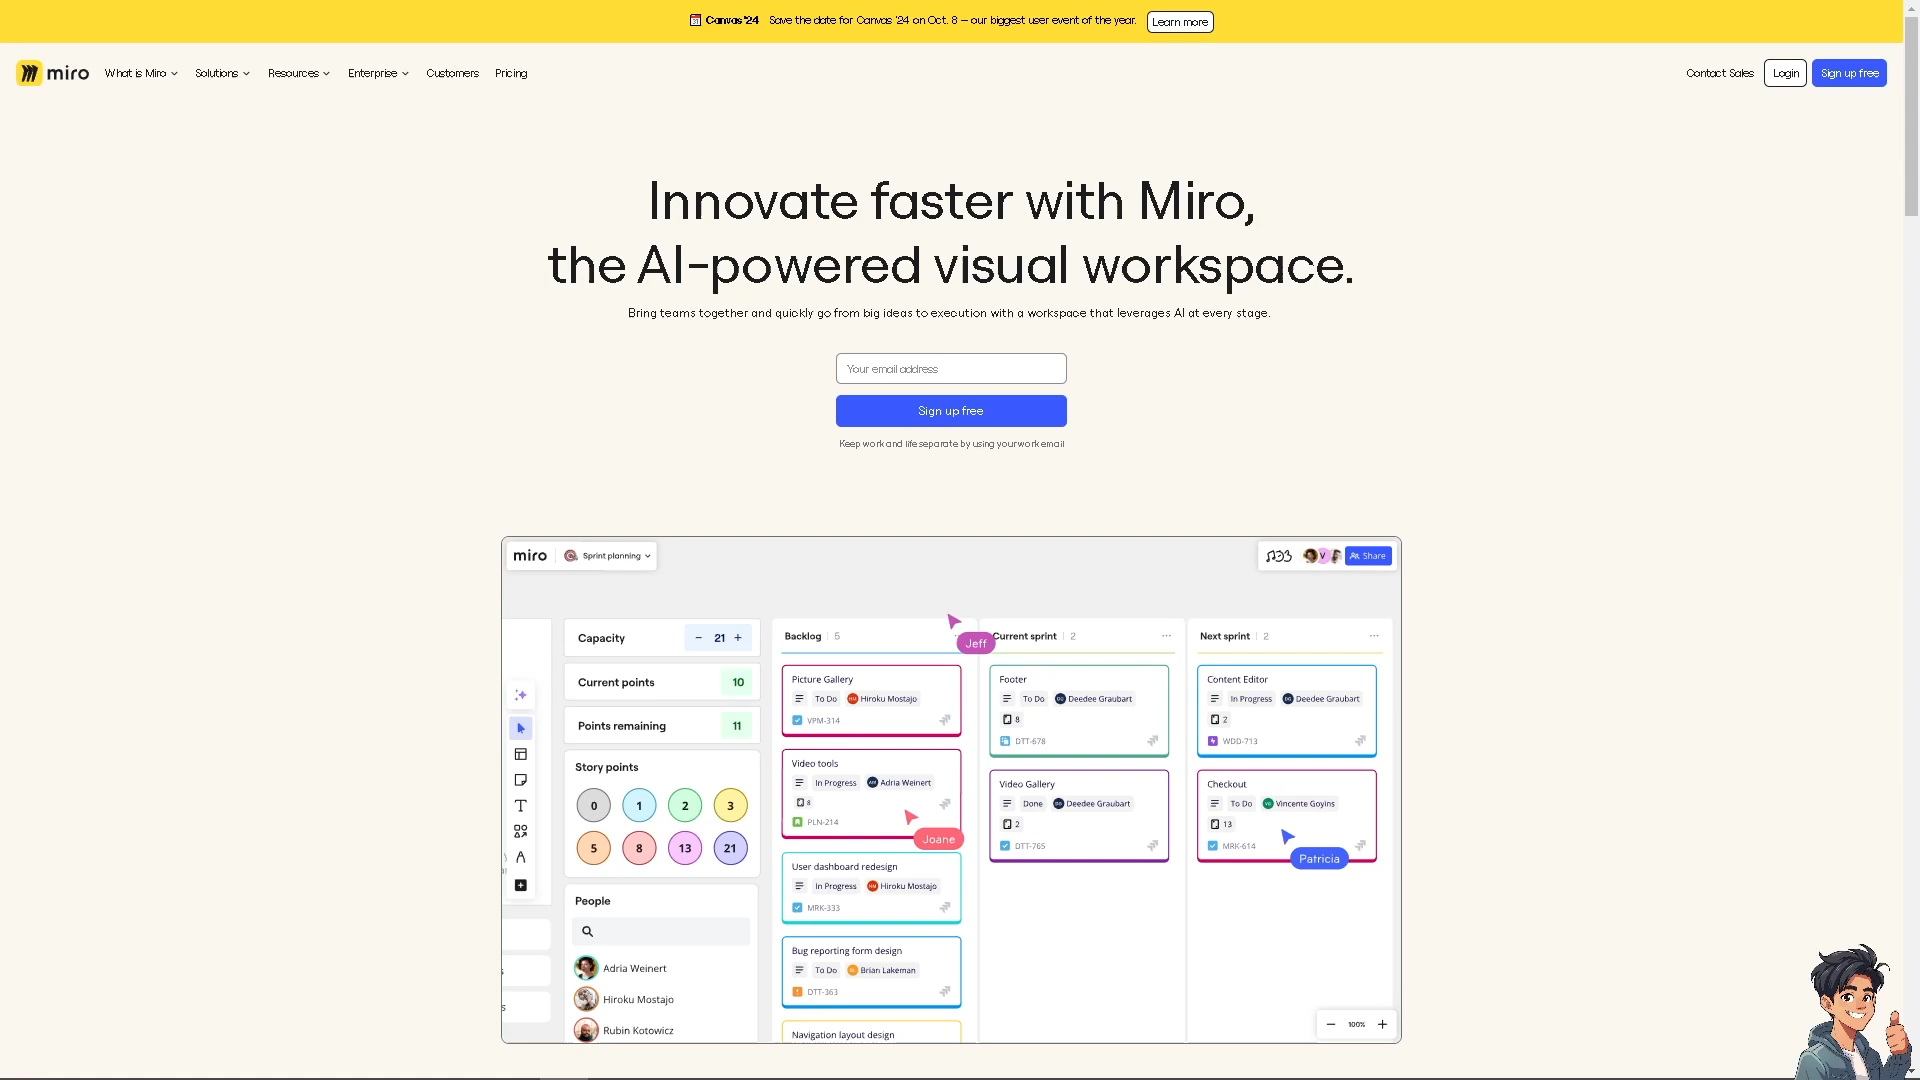 Canvas '24 Save the date for Canvas '24 on Oct. 8 – our biggest user event of the year. Learn more
miro What is Miro Solutions Resources Enterprise Customers Pricing Contact Sales Login Sign up free
Innovate faster with Miro,
the AI-powered visual workspace.
Bring teams together and quickly go from big ideas to execution with a workspace that leverages AI at every stage.
Your email address
Sign up free
Keep work and life separate by using your work email
miro Sprint planning
V Share
Capacity − 21 +
Current points 10
Points remaining 11
Story points
0 1 2 3
5 8 13 21
People
Adria Weinert
Hiroku Mostajo
Rubin Kotowicz
Backlog 5
Jeff
Picture Gallery
To Do Hiroku Mostajo
VPM-314
Video tools
In Progress Adria Weinert
8
PLN-214
Joane
User dashboard redesign
In Progress Hiroku Mostajo
MRK-333
Bug reporting form design
To Do Brian Lakeman
DTT-363
Navigation layout design
Current sprint 2
Footer
To Do Deedee Graubart
8
DTT-678
Video Gallery
Done Deedee Graubart
2
DTT-765
Next sprint 2
Content Editor
In Progress Deedee Graubart
2
WDD-713
Checkout
To Do Vincente Goyins
13
MRK-614
Patricia
− 100% +